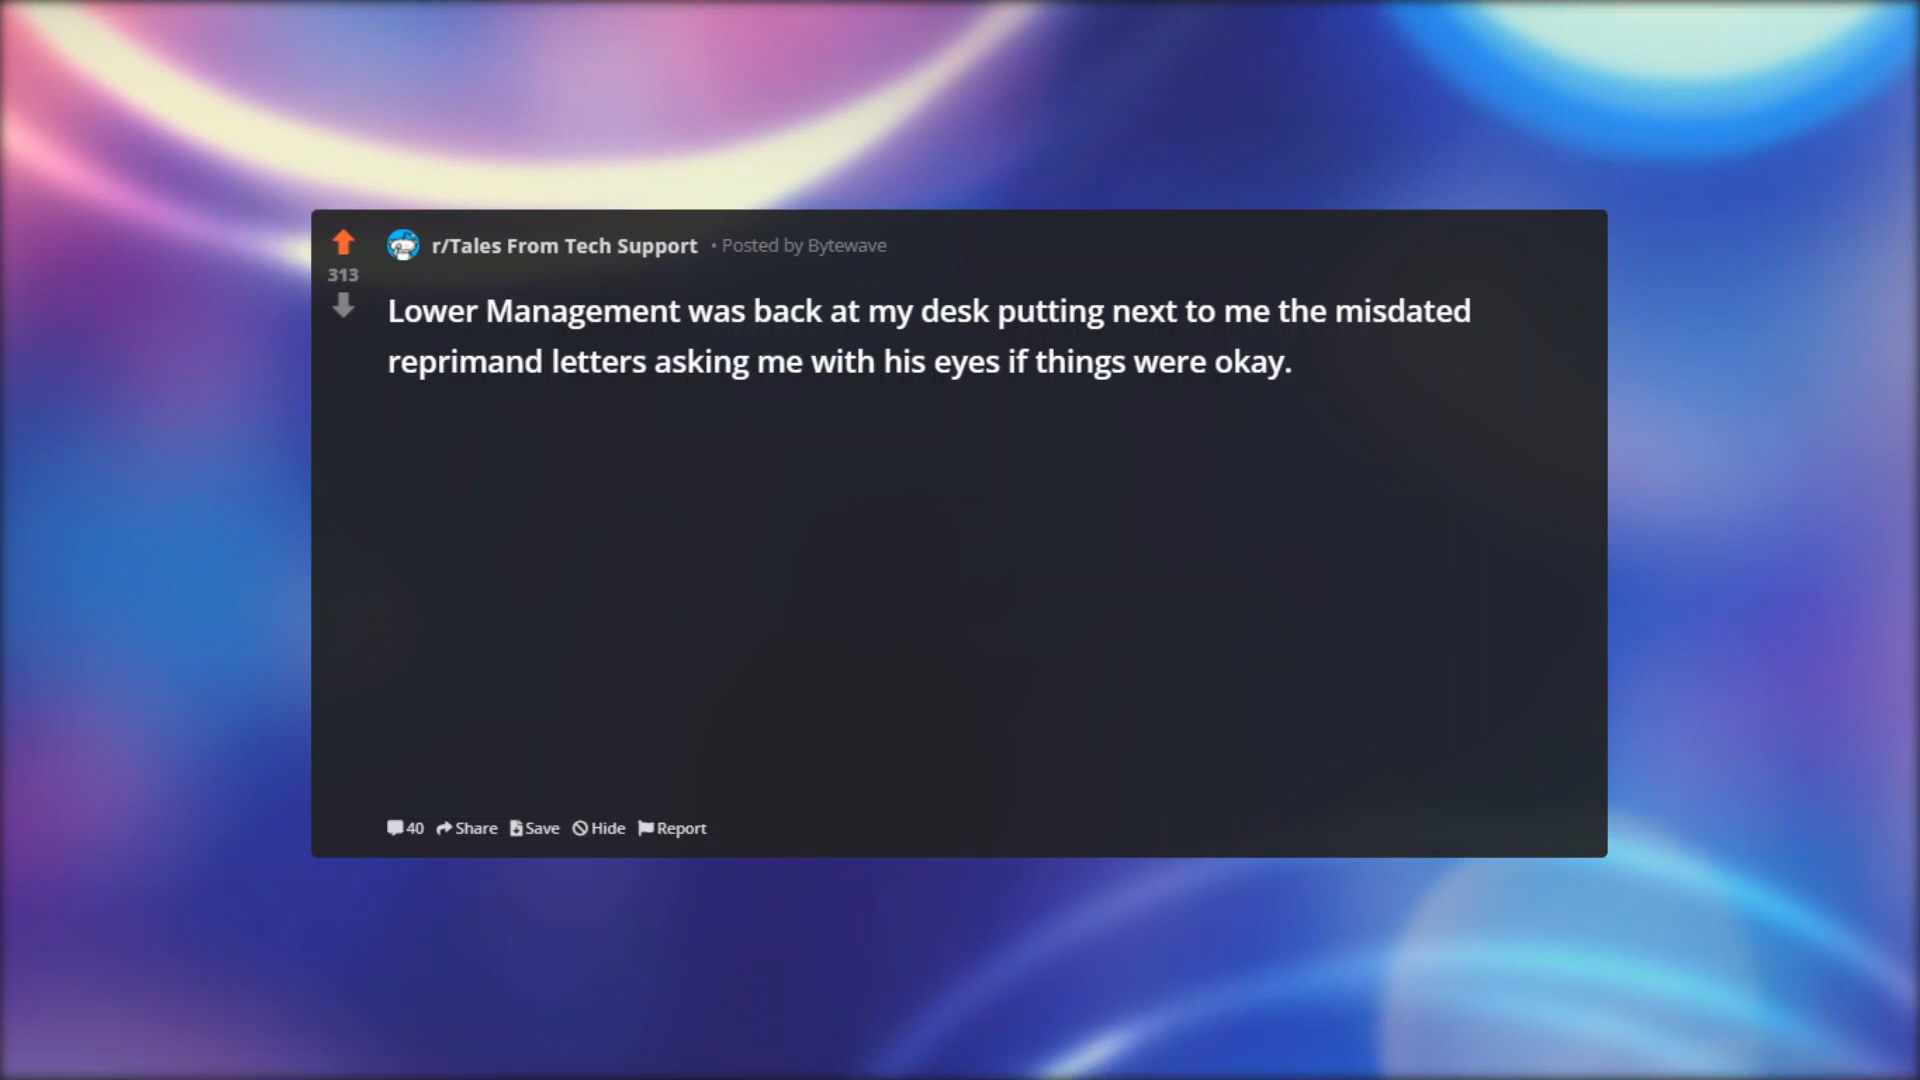 r/Tales From Tech Support • Posted by Bytewave
313
Lower Management was back at my desk putting next to me the misdated
reprimand letters asking me with his eyes if things were okay.
40 Share Save Hide Report